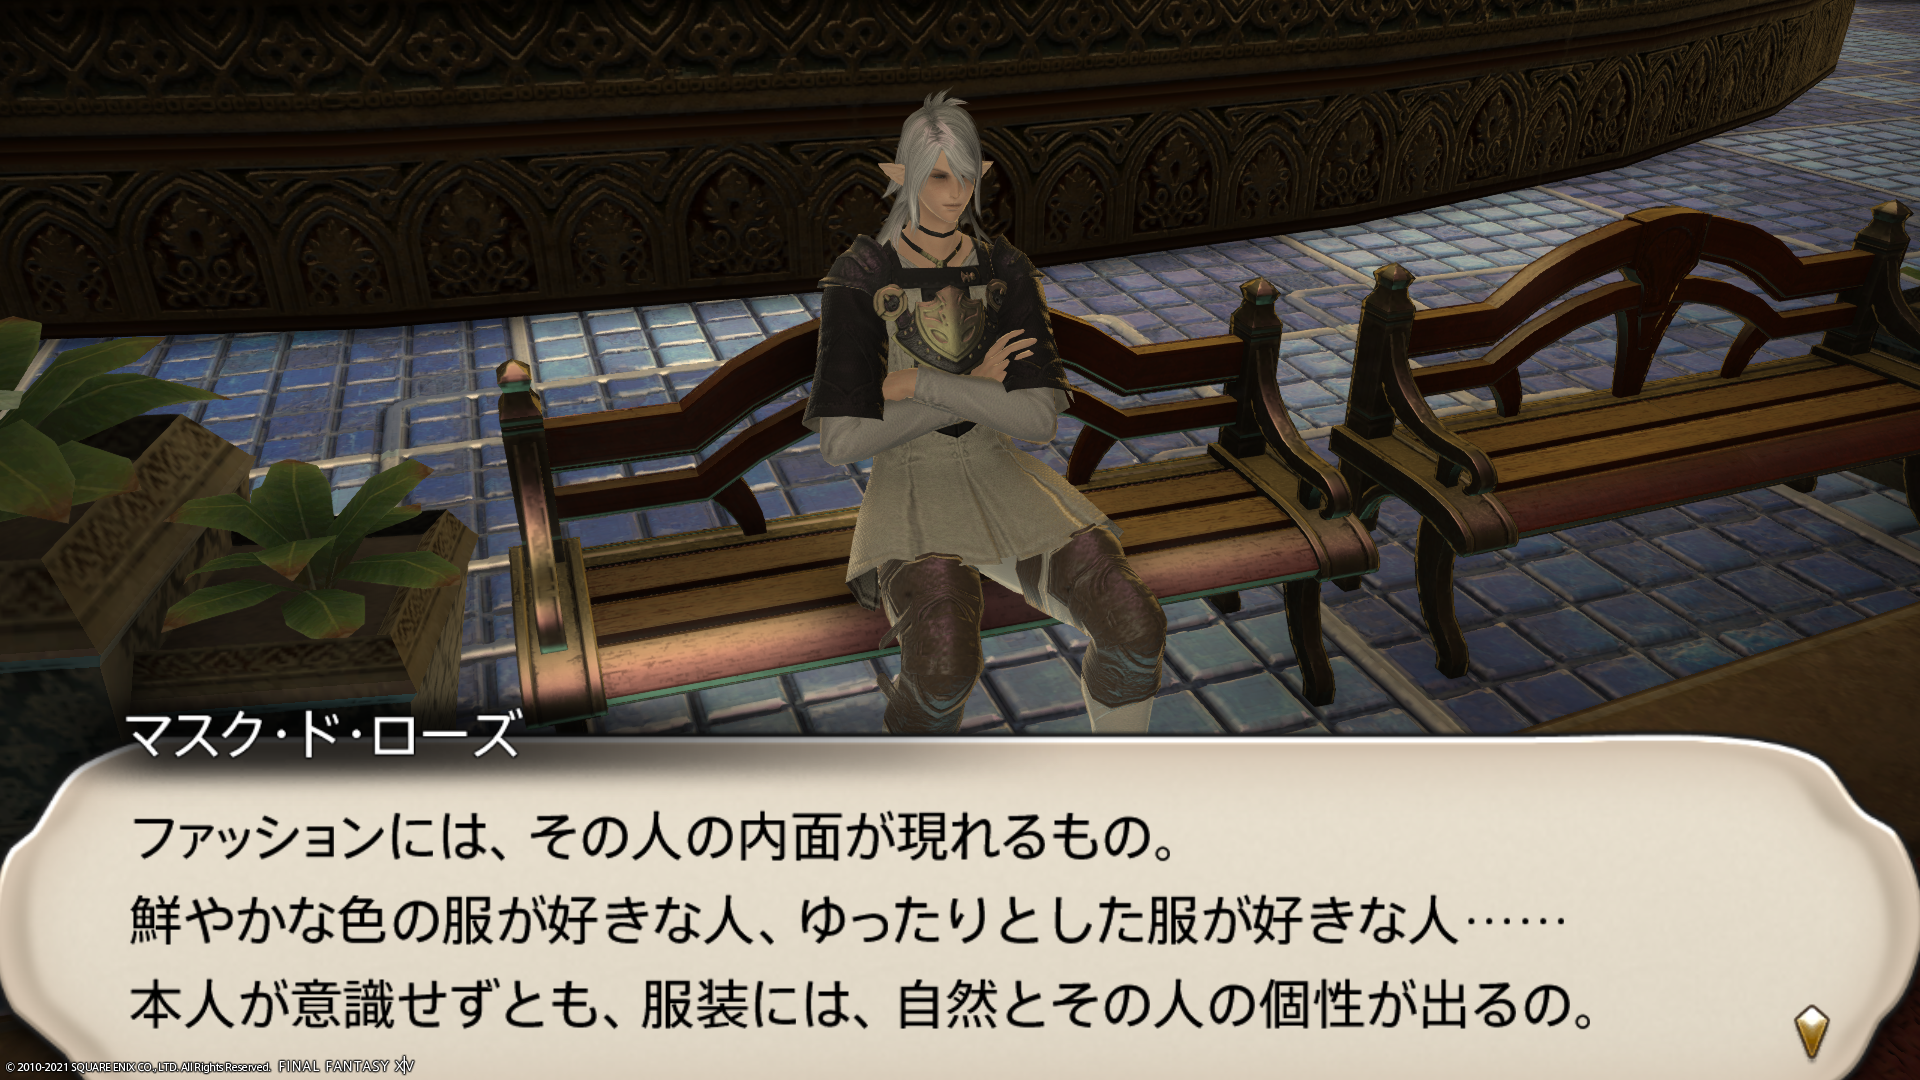 マスク・ド・ローズ
ファッションには、その人の内面が現れるもの。
鮮やかな色の服が好きな人、ゆったりとした服が好きな人……
本人が意識せずとも、服装には、自然とその人の個性が出るの。
© 2010-2021 SQUARE ENIX CO., LTD. All Rights Reserved. FINAL FANTASY XIV